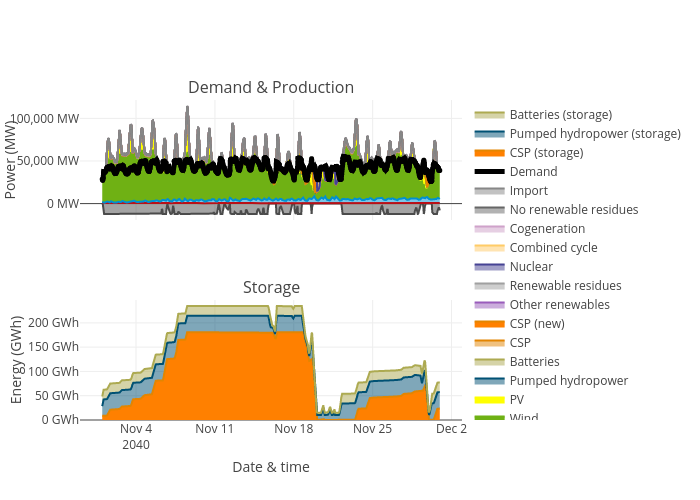 Demand & Production
Power (MW)
100,000 MW
50,000 MW
0 MW
Storage
Energy (GWh)
200 GWh
150 GWh
100 GWh
50 GWh
0 GWh
Nov 4
2040
Nov 11
Nov 18
Nov 25
Dec 2
Date & time
Batteries (storage)
Pumped hydropower (storage)
CSP (storage)
Demand
Import
No renewable residues
Cogeneration
Combined cycle
Nuclear
Renewable residues
Other renewables
CSP (new)
CSP
Batteries
Pumped hydropower
PV
Wind